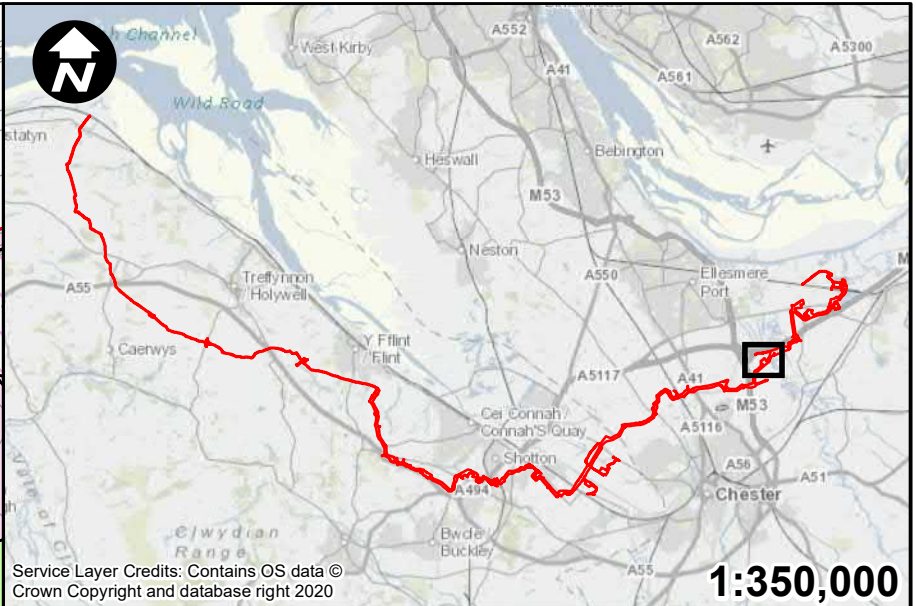 A552
A562
A5300
West Kirby
A41
A561
Wild Road
Bebington
Heswall
M53
Neston
A550
Ellesmere
Port
Treffynnon
/Holywell
A55
Caerwys
Y Fflint
/Flint
A5117
A41
M53
Cei Connah/
Connah'S Quay
A5116
Shotton
A56
A51
A494
Chester
Clwydian
Range
Bwcle/
Buckley
A55
N
Service Layer Credits: Contains OS data ©
Crown Copyright and database right 2020
1:350,000